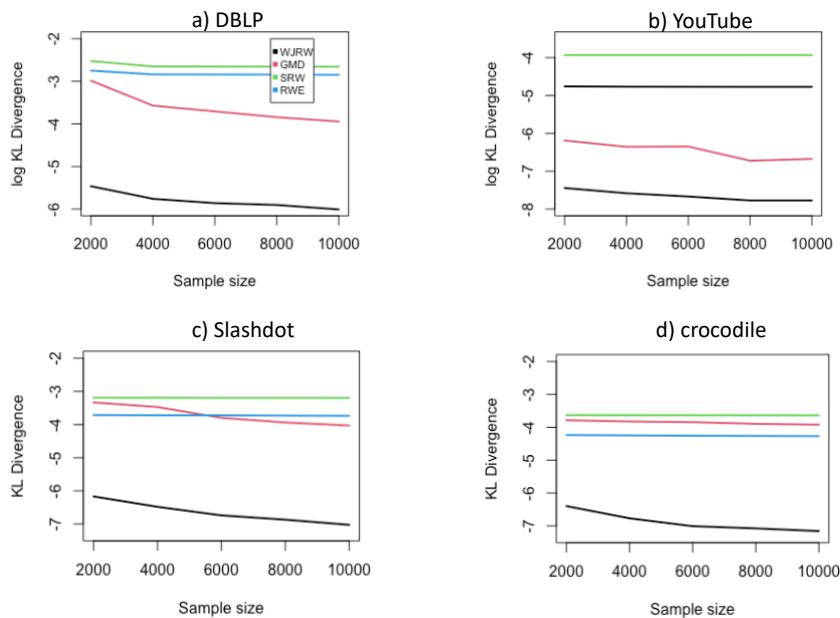 a) DBLP
log KL Divergence
-2
-3
-4
-5
-6
WJRW
GMD
SRW
RWE
2000 4000 6000 8000 10000
Sample size
b) YouTube
log KL Divergence
-4
-5
-6
-7
-8
2000 4000 6000 8000 10000
Sample size
c) Slashdot
KL Divergence
-2
-3
-4
-5
-6
-7
2000 4000 6000 8000 10000
Sample size
d) crocodile
KL Divergence
-2
-3
-4
-5
-6
-7
2000 4000 6000 8000 10000
Sample size